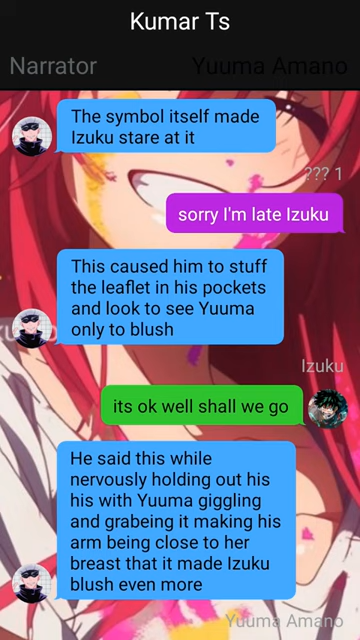 Kumar Ts
Narrator
Yuuma Amano
The symbol itself made
Izuku stare at it
??? 1
sorry I'm late Izuku
This caused him to stuff
the leaflet in his pockets
and look to see Yuuma
only to blush
Izuku
its ok well shall we go
He said this while
nervously holding out his
his with Yuuma giggling
and grabeing it making his
arm being close to her
breast that it made Izuku
blush even more
Yuuma Amano